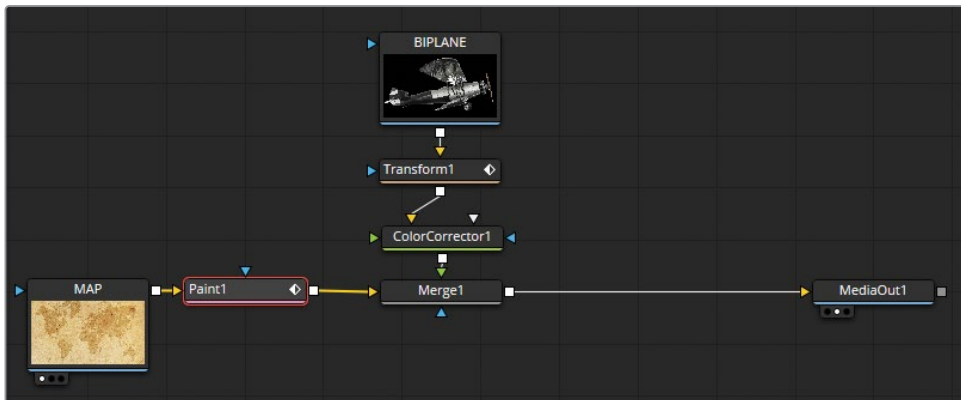 BIPLANE
Transform1
ColorCorrector1
MAP
Paint1
Merge1
MediaOut1